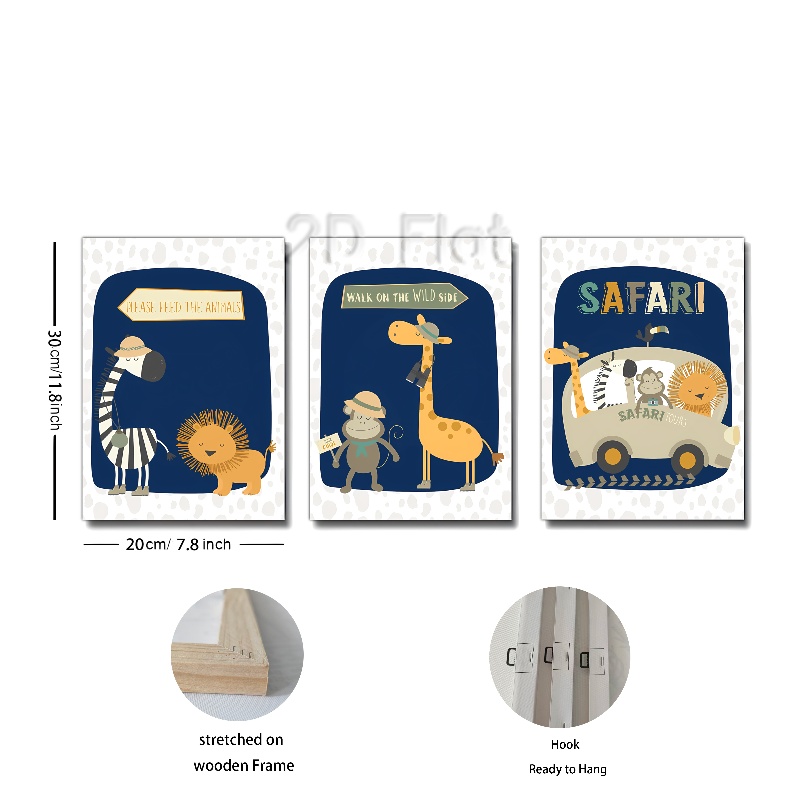 2D Flat
PLEASE FEED THE ANIMALS
WALK ON THE WILD SIDE
SAFARI
SAFARI TOURS
30cm/11.8inch
20cm/ 7.8 inch
stretched on
wooden Frame
Hook
Ready to Hang